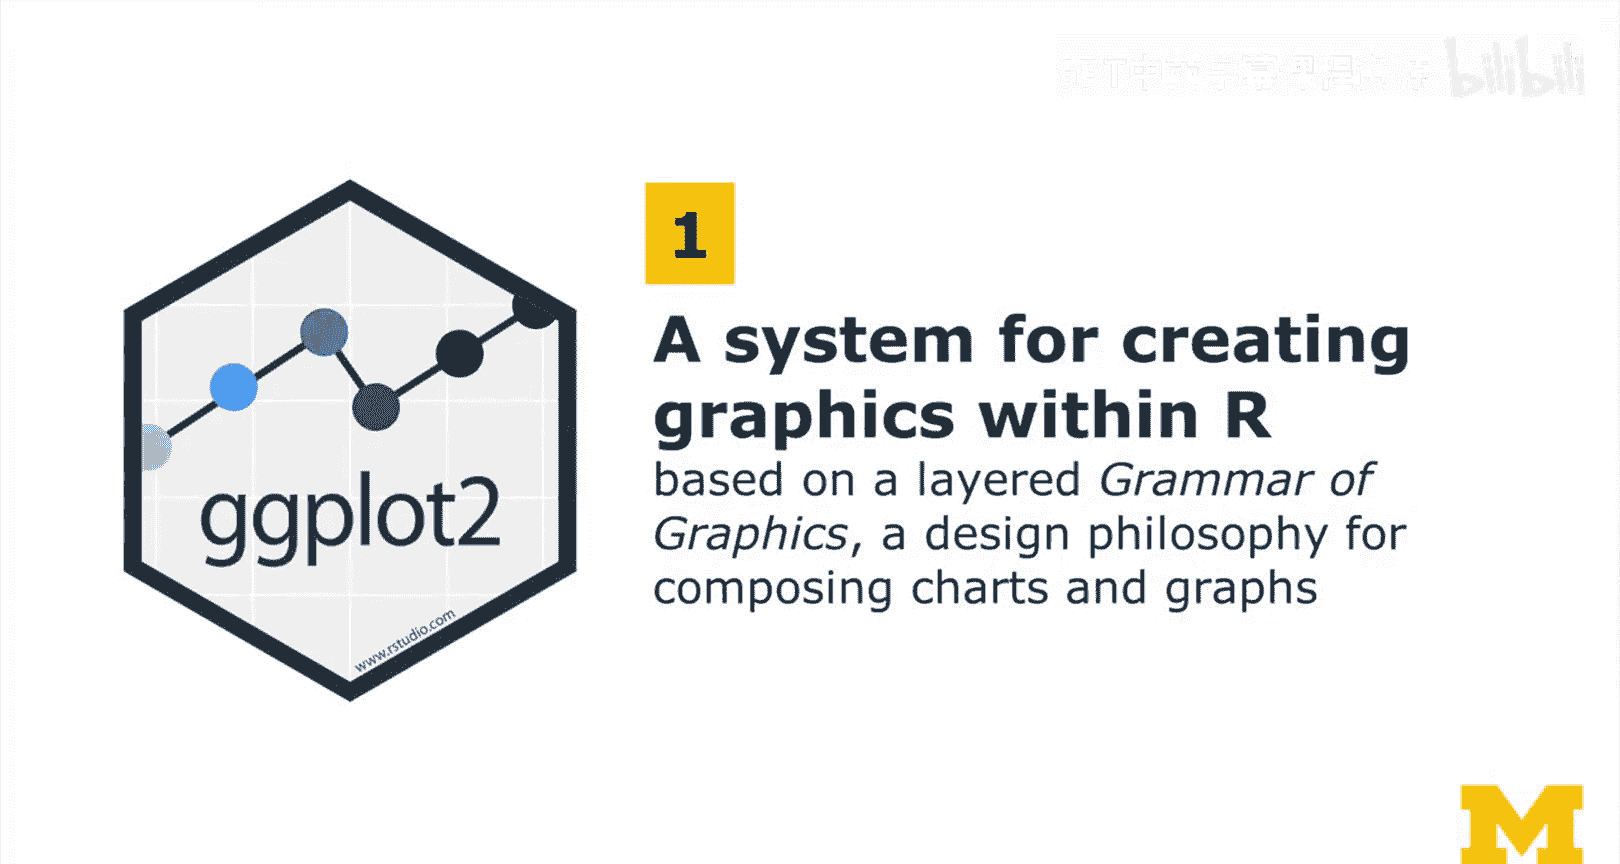 bilibili
1
A system for creating
graphics within R
based on a layered Grammar of
Graphics, a design philosophy for
composing charts and graphs
ggplot2
www.rstudio.com
M